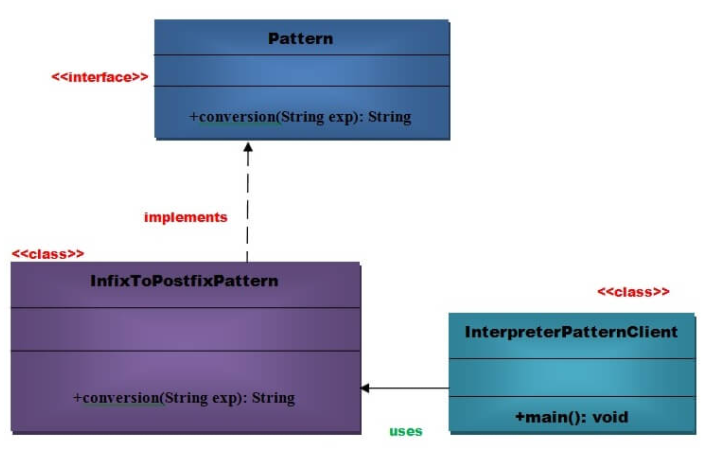 Pattern
<<interface>>
+conversion(String exp): String
implements
<<class>>
InfixToPostfixPattern
<<class>>
InterpreterPatternClient
+conversion(String exp): String
+main(): void
uses